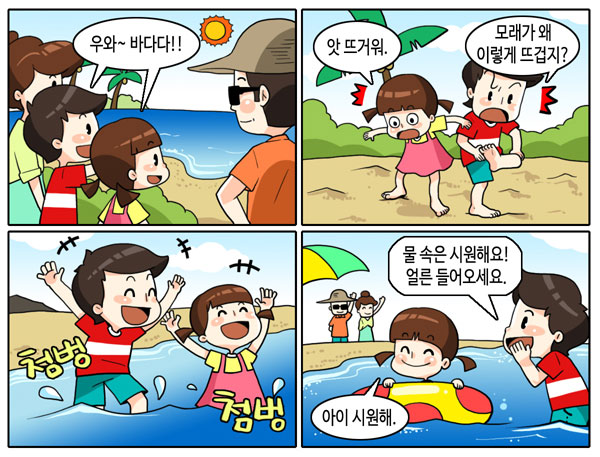 우와~ 바다다!!
앗 뜨거워.
모래가 왜
이렇게 뜨겁지?
첨벙
첨벙
물 속은 시원해요!
얼른 들어오세요.
아이 시원해.